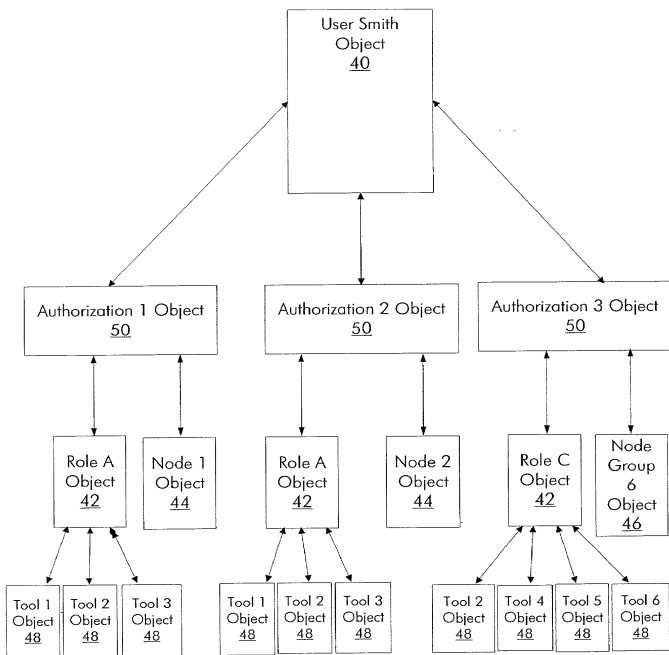 User Smith
Object
40
Authorization 1 Object
50
Authorization 2 Object
50
Authorization 3 Object
50
Role A
Object
42
Node 1
Object
44
Role A
Object
42
Node 2
Object
44
Role C
Object
42
Node
Group
6
Object
46
Tool 1
Object
48
Tool 2
Object
48
Tool 3
Object
48
Tool 1
Object
48
Tool 2
Object
48
Tool 3
Object
48
Tool 2
Object
48
Tool 4
Object
48
Tool 5
Object
48
Tool 6
Object
48